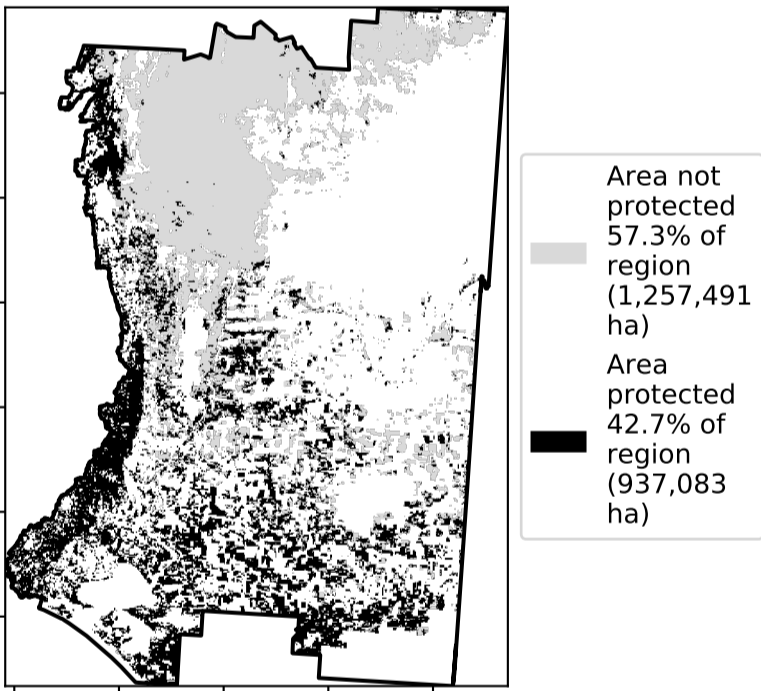 Area not
protected
57.3% of
region
(1,257,491
ha)
Area
protected
42.7% of
region
(937,083
ha)